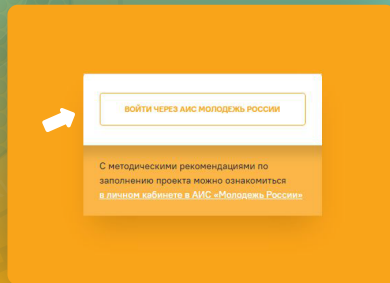 ВОЙТИ ЧЕРЕЗ АИС МОЛОДЕЖЬ РОССИИ
С методическими рекомендациями по
заполнению проекта можно ознакомиться
в личном кабинете в АИС «Молодежь России»